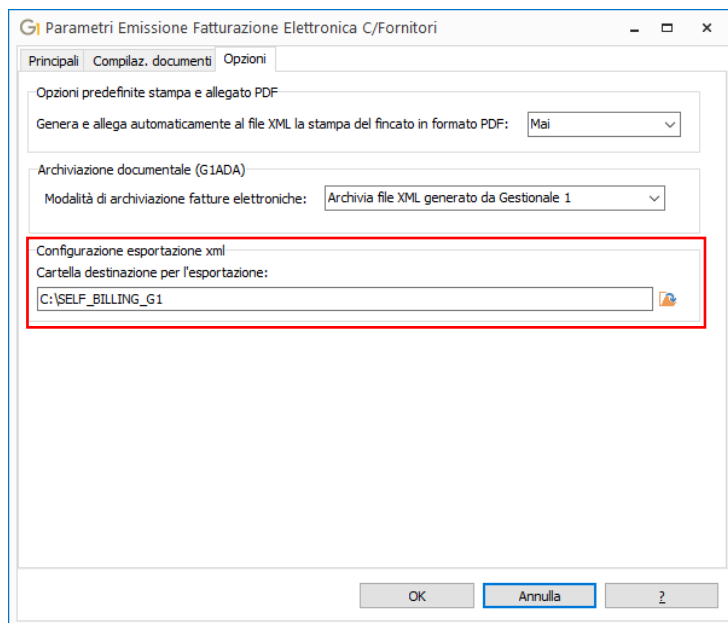 G1 Parametri Emissione Fatturazione Elettronica C/Fornitori
Principali Compilaz. documenti Opzioni
Opzioni predefinite stampa e allegato PDF
Genera e allega automaticamente al file XML la stampa del fincato in formato PDF: Mai
Archiviazione documentale (G1ADA)
Modalità di archiviazione fatture elettroniche: Archivia file XML generato da Gestionale 1
Configurazione esportazione xml
Cartella destinazione per l'esportazione:
C:\SELF_BILLING_G1
OK Annulla ?